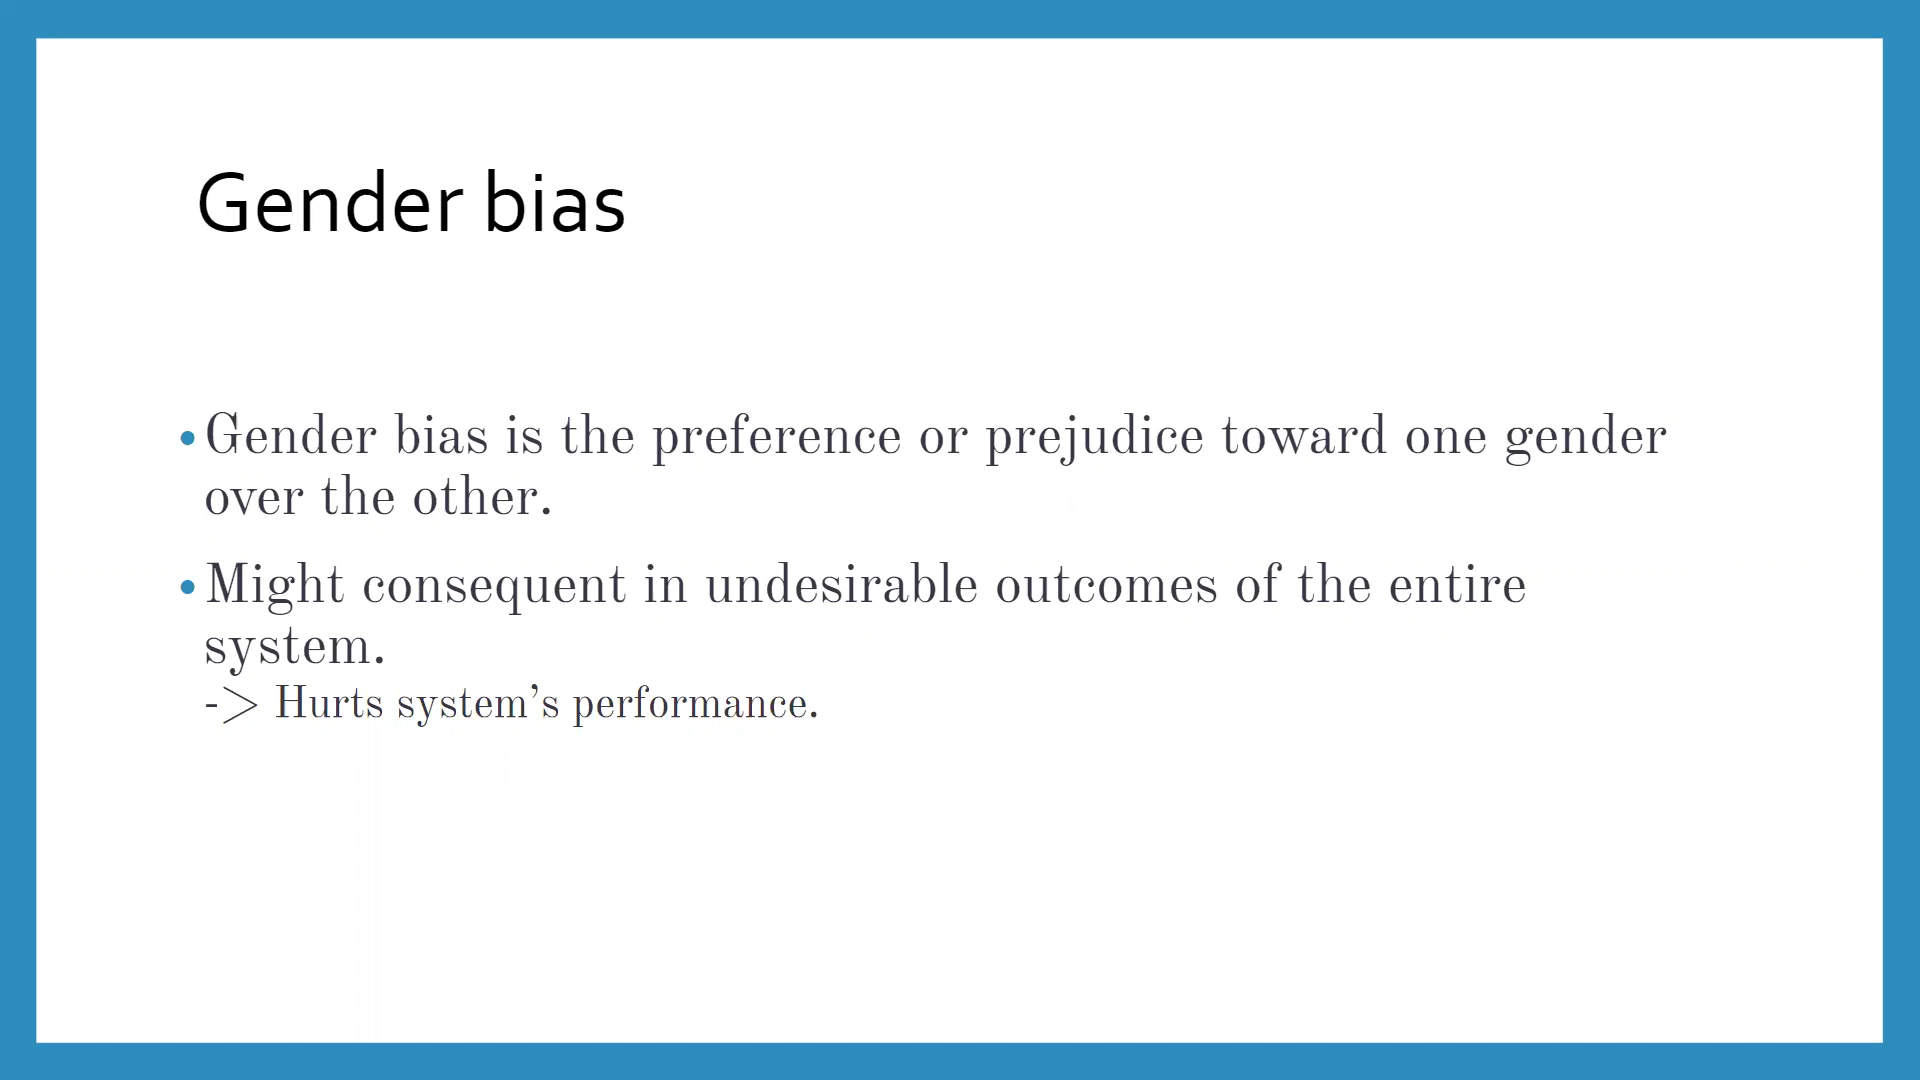 Gender bias
• Gender bias is the preference or prejudice toward one gender
over the other.
• Might consequent in undesirable outcomes of the entire
system.
-> Hurts system’s performance.